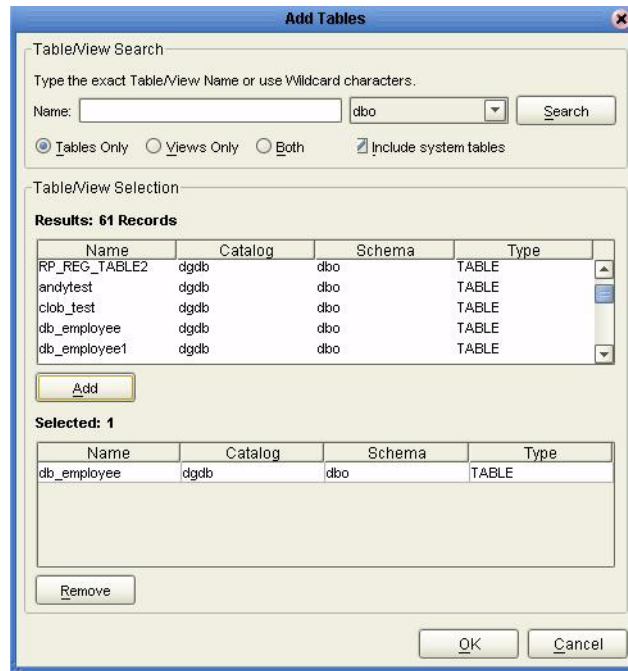 Add Tables
Table/View Search
Type the exact Table/View Name or use Wildcard characters.
Name: dbo Search
Tables Only Views Only Both Include system tables
Table/View Selection
Results: 61 Records
Name Catalog Schema Type
RP_REG_TABLE2 dgdb dbo TABLE
andytest dgdb dbo TABLE
clob_test dgdb dbo TABLE
db_employee dgdb dbo TABLE
db_employee1 dgdb dbo TABLE
Add
Selected: 1
Name Catalog Schema Type
db_employee dgdb dbo TABLE
Remove
OK Cancel